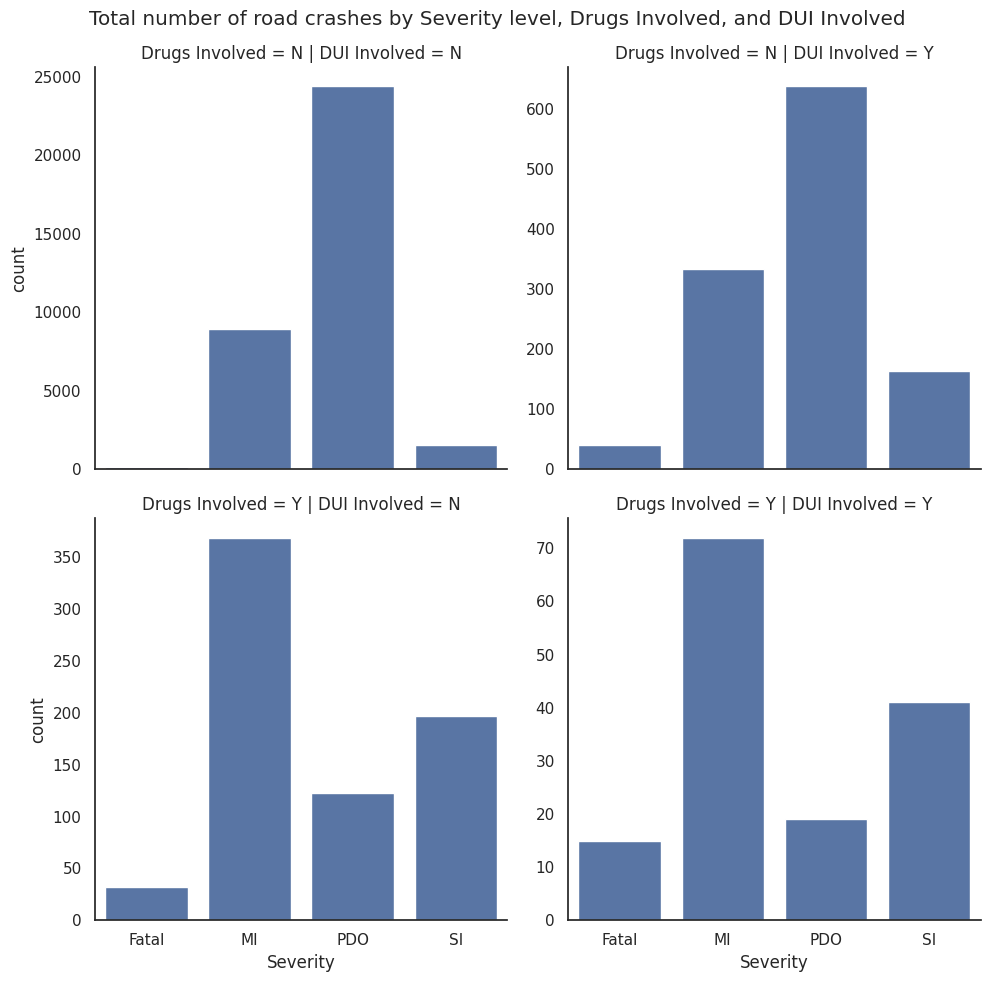 Total number of road crashes by Severity level, Drugs Involved, and DUI Involved
Drugs Involved = N | DUI Involved = N
25000
20000
15000
10000
5000
0
count
Drugs Involved = N | DUI Involved = Y
600
500
400
300
200
100
0
Drugs Involved = Y | DUI Involved = N
350
300
250
200
150
100
50
0
count
Fatal MI PDO SI
Severity
Drugs Involved = Y | DUI Involved = Y
70
60
50
40
30
20
10
0
Fatal MI PDO SI
Severity